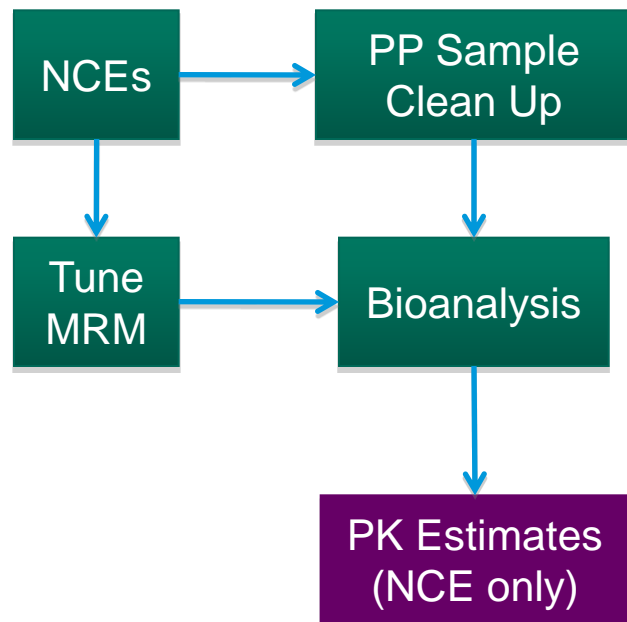 NCEs
PP Sample
Clean Up
Tune
MRM
Bioanalysis
PK Estimates
(NCE only)